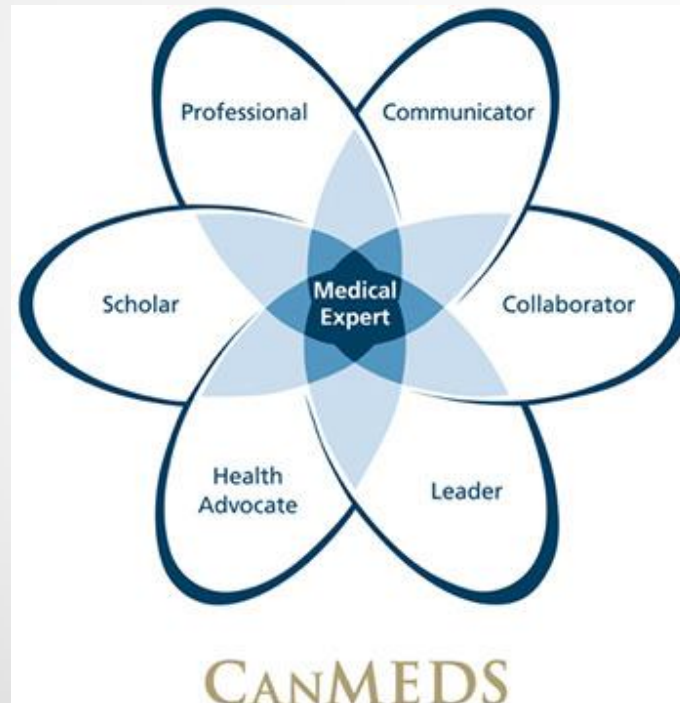 Professional
Communicator
Scholar
Medical
Expert
Collaborator
Health
Advocate
Leader
CANMEDS